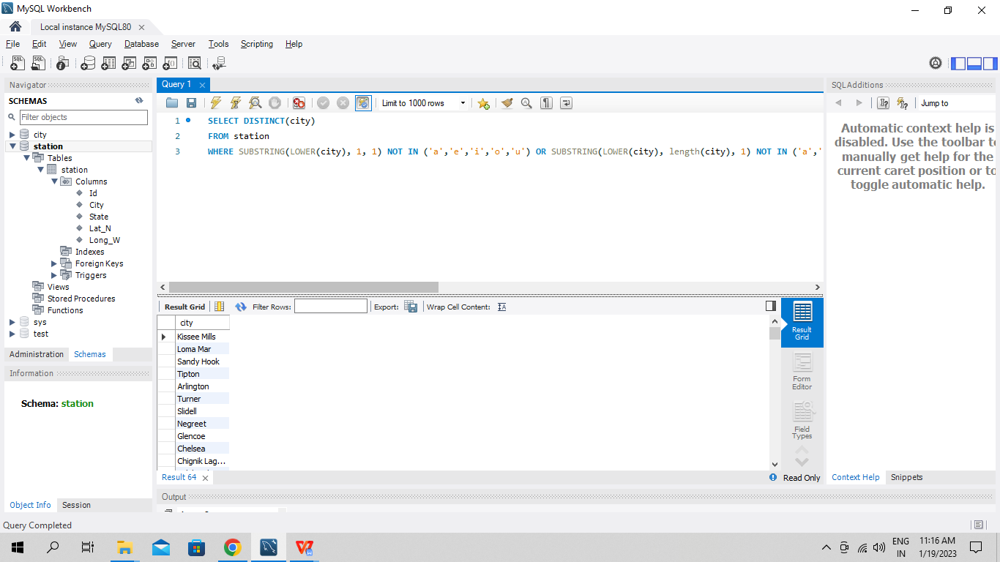 MySQL Workbench
Local instance MySQL80
File Edit View Query Database Server Tools Scripting Help
Navigator
SCHEMAS
Filter objects
city
station
Tables
station
Columns
Id
City
State
Lat_N
Long_W
Indexes
Foreign Keys
Triggers
Views
Stored Procedures
Functions
sys
test
Administration Schemas
Information
Schema: station
Object Info Session
Query 1
Limit to 1000 rows
1 SELECT DISTINCT(city)
2 FROM station
3 WHERE SUBSTRING(LOWER(city), 1, 1) NOT IN ('a','e','i','o','u') OR SUBSTRING(LOWER(city), length(city), 1) NOT IN ('a','
Result Grid Filter Rows: Export: Wrap Cell Content:
city
Kissee Mills
Loma Mar
Sandy Hook
Tipton
Arlington
Turner
Slidell
Negreet
Glencoe
Chelsea
Chignik Lag...
Result Grid
Form Editor
Field Types
Result 64
Read Only
Output
SQLAdditions
Jump to
Automatic context help is
disabled. Use the toolbar to
manually get help for the
current caret position or to
toggle automatic help.
Context Help Snippets
Query Completed
ENG
IN
11:16 AM
1/19/2023